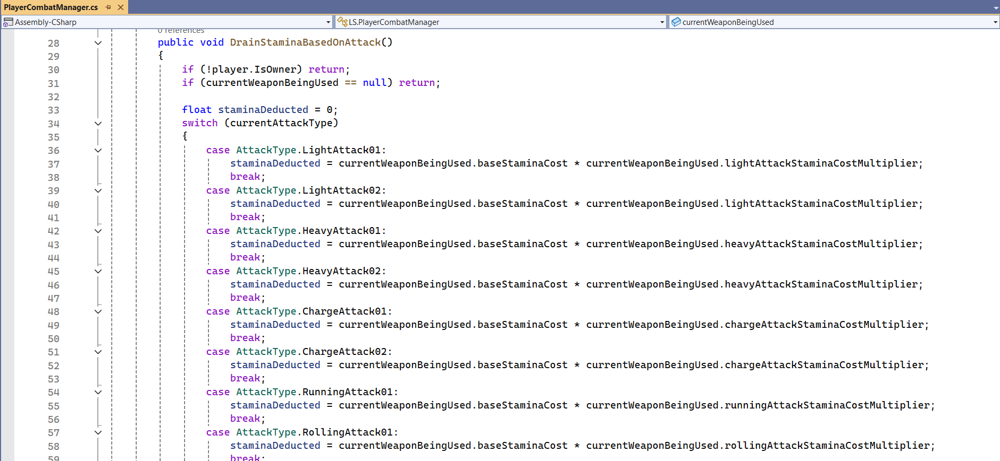 PlayerCombatManager.cs
Assembly-CSharp LS.PlayerCombatManager currentWeaponBeingUsed
0 references
28 public void DrainStaminaBasedOnAttack()
29 {
30 if (!player.IsOwner) return;
31 if (currentWeaponBeingUsed == null) return;
32
33 float staminaDeducted = 0;
34 switch (currentAttackType)
35 {
36 case AttackType.LightAttack01:
37 staminaDeducted = currentWeaponBeingUsed.baseStaminaCost * currentWeaponBeingUsed.lightAttackStaminaCostMultiplier;
38 break;
39 case AttackType.LightAttack02:
40 staminaDeducted = currentWeaponBeingUsed.baseStaminaCost * currentWeaponBeingUsed.lightAttackStaminaCostMultiplier;
41 break;
42 case AttackType.HeavyAttack01:
43 staminaDeducted = currentWeaponBeingUsed.baseStaminaCost * currentWeaponBeingUsed.heavyAttackStaminaCostMultiplier;
44 break;
45 case AttackType.HeavyAttack02:
46 staminaDeducted = currentWeaponBeingUsed.baseStaminaCost * currentWeaponBeingUsed.heavyAttackStaminaCostMultiplier;
47 break;
48 case AttackType.ChargeAttack01:
49 staminaDeducted = currentWeaponBeingUsed.baseStaminaCost * currentWeaponBeingUsed.chargeAttackStaminaCostMultiplier;
50 break;
51 case AttackType.ChargeAttack02:
52 staminaDeducted = currentWeaponBeingUsed.baseStaminaCost * currentWeaponBeingUsed.chargeAttackStaminaCostMultiplier;
53 break;
54 case AttackType.RunningAttack01:
55 staminaDeducted = currentWeaponBeingUsed.baseStaminaCost * currentWeaponBeingUsed.runningAttackStaminaCostMultiplier;
56 break;
57 case AttackType.RollingAttack01:
58 staminaDeducted = currentWeaponBeingUsed.baseStaminaCost * currentWeaponBeingUsed.rollingAttackStaminaCostMultiplier;
59 break;